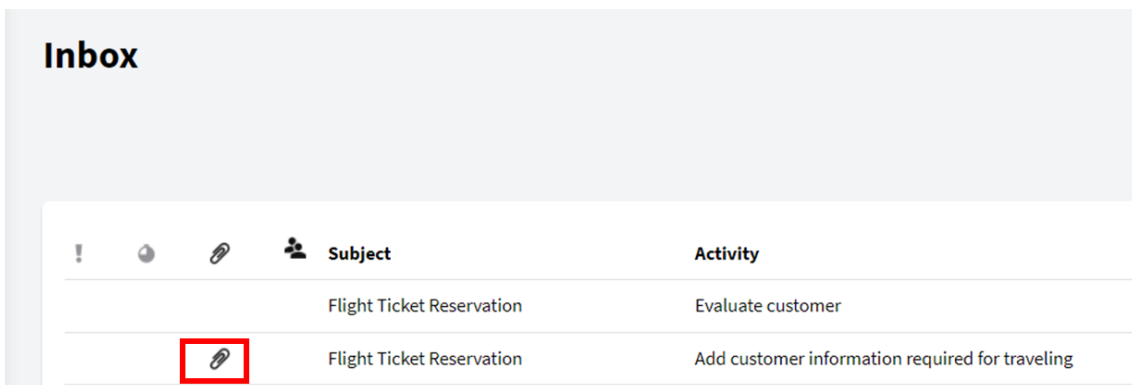 Inbox
! Subject Activity
Flight Ticket Reservation Evaluate customer
Flight Ticket Reservation Add customer information required for traveling